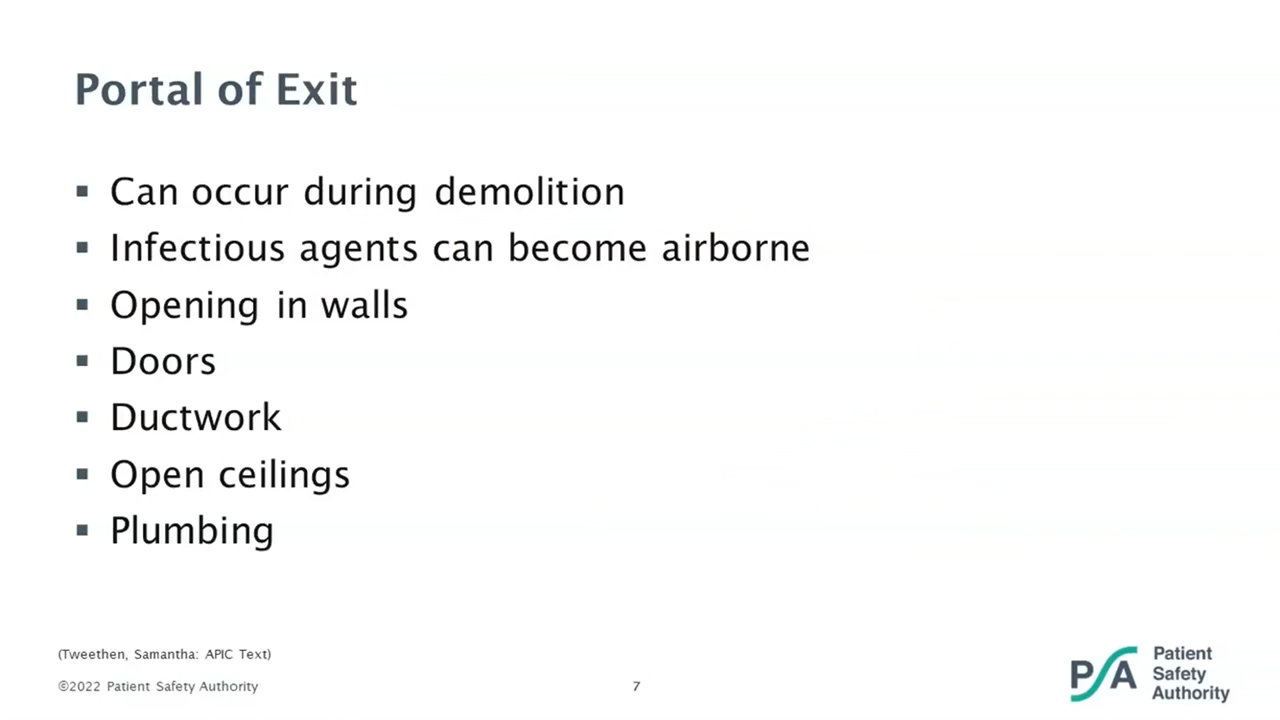 Portal of Exit
▪ Can occur during demolition
▪ Infectious agents can become airborne
▪ Opening in walls
▪ Doors
▪ Ductwork
▪ Open ceilings
▪ Plumbing
(Tweethen, Samantha: APIC Text)
©2022 Patient Safety Authority
7
PSA
Patient
Safety
Authority